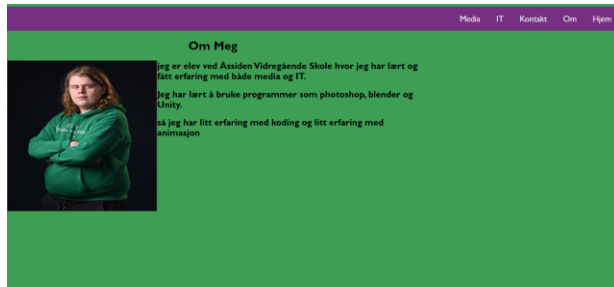 Media IT Kontakt Om Hjem
Om Meg
jeg er elev ved Åssiden Vidregående Skole hvor jeg har lært og
fått erfaring med både media og IT.
Jeg har lært å bruke programmer som photoshop, blender og
Unity.
så jeg har litt erfaring med koding og litt erfaring med
animasjon